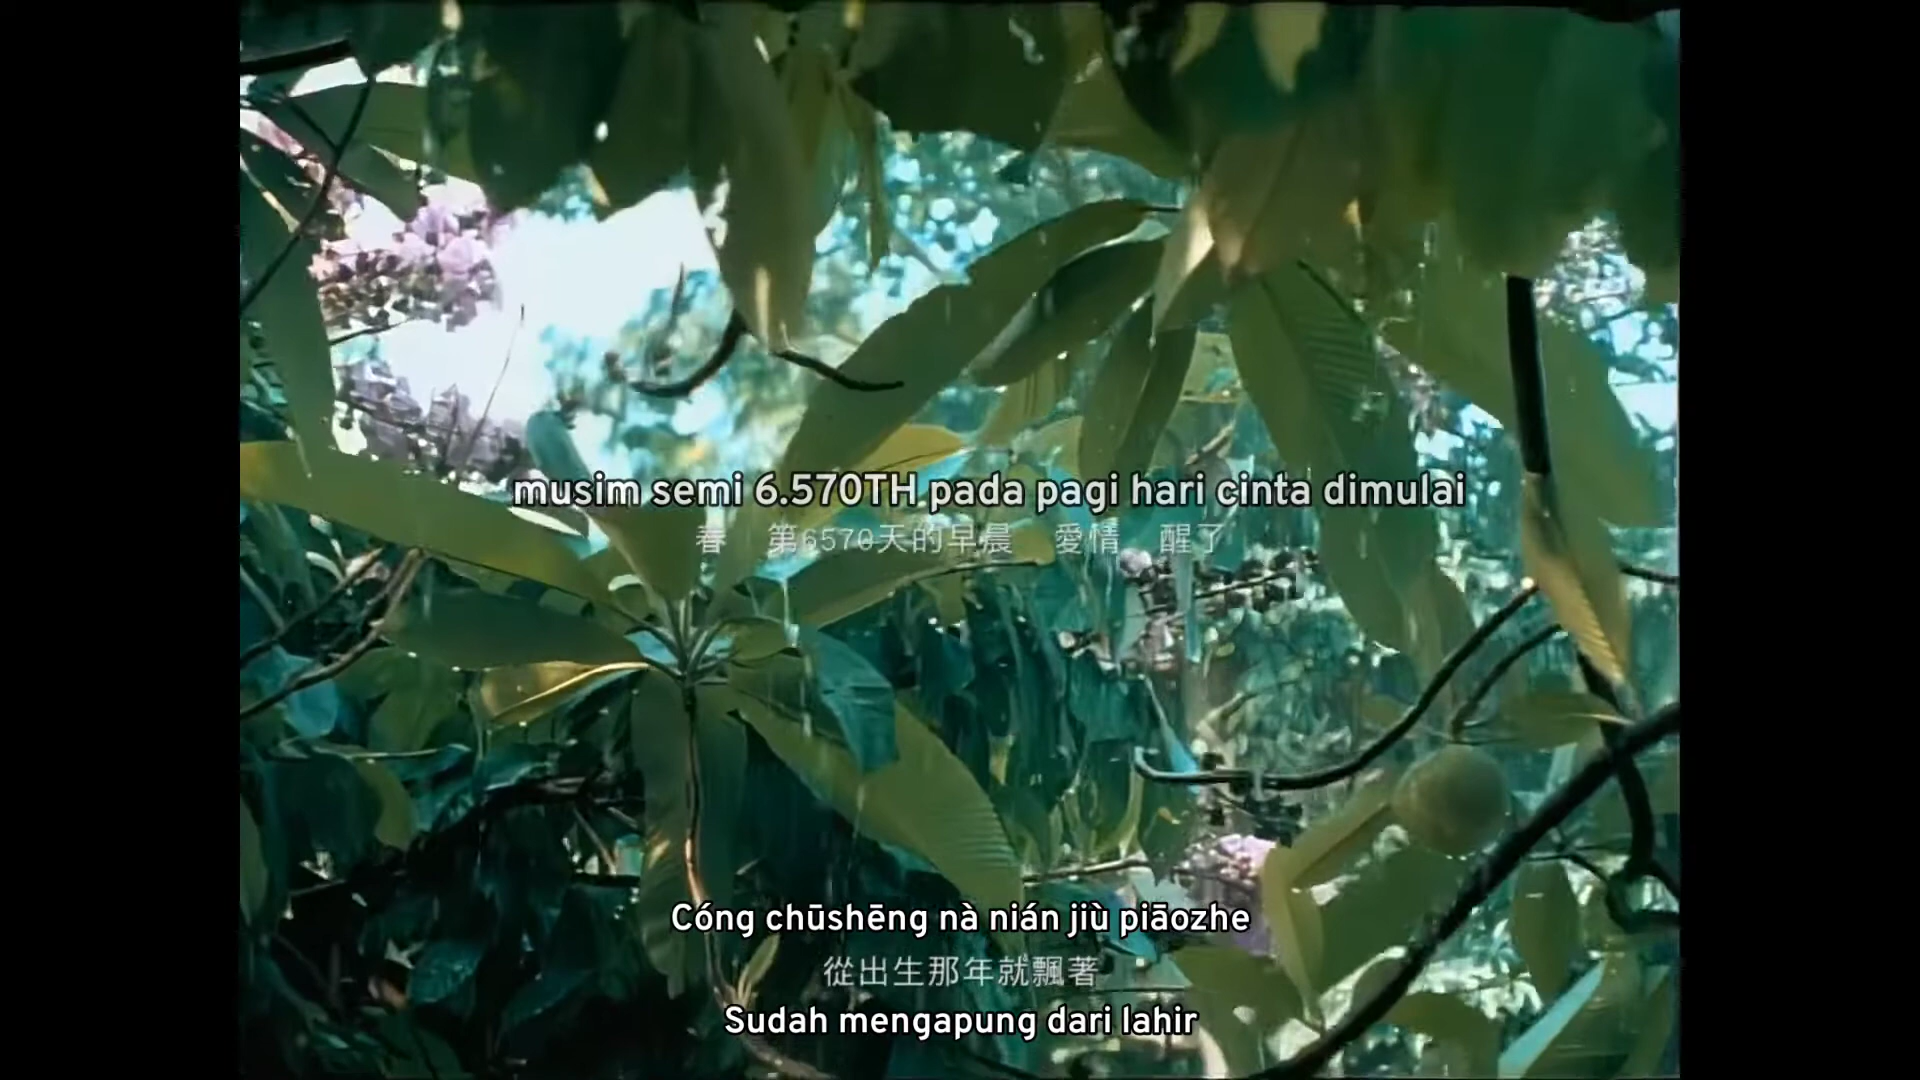 musim semi 6.570TH pada pagi hari cinta dimulai
春 第6570天的早晨 愛情 醒了
Cóng chūshēng nà nián jiù piāozhe
從出生那年就飄著
Sudah mengapung dari lahir